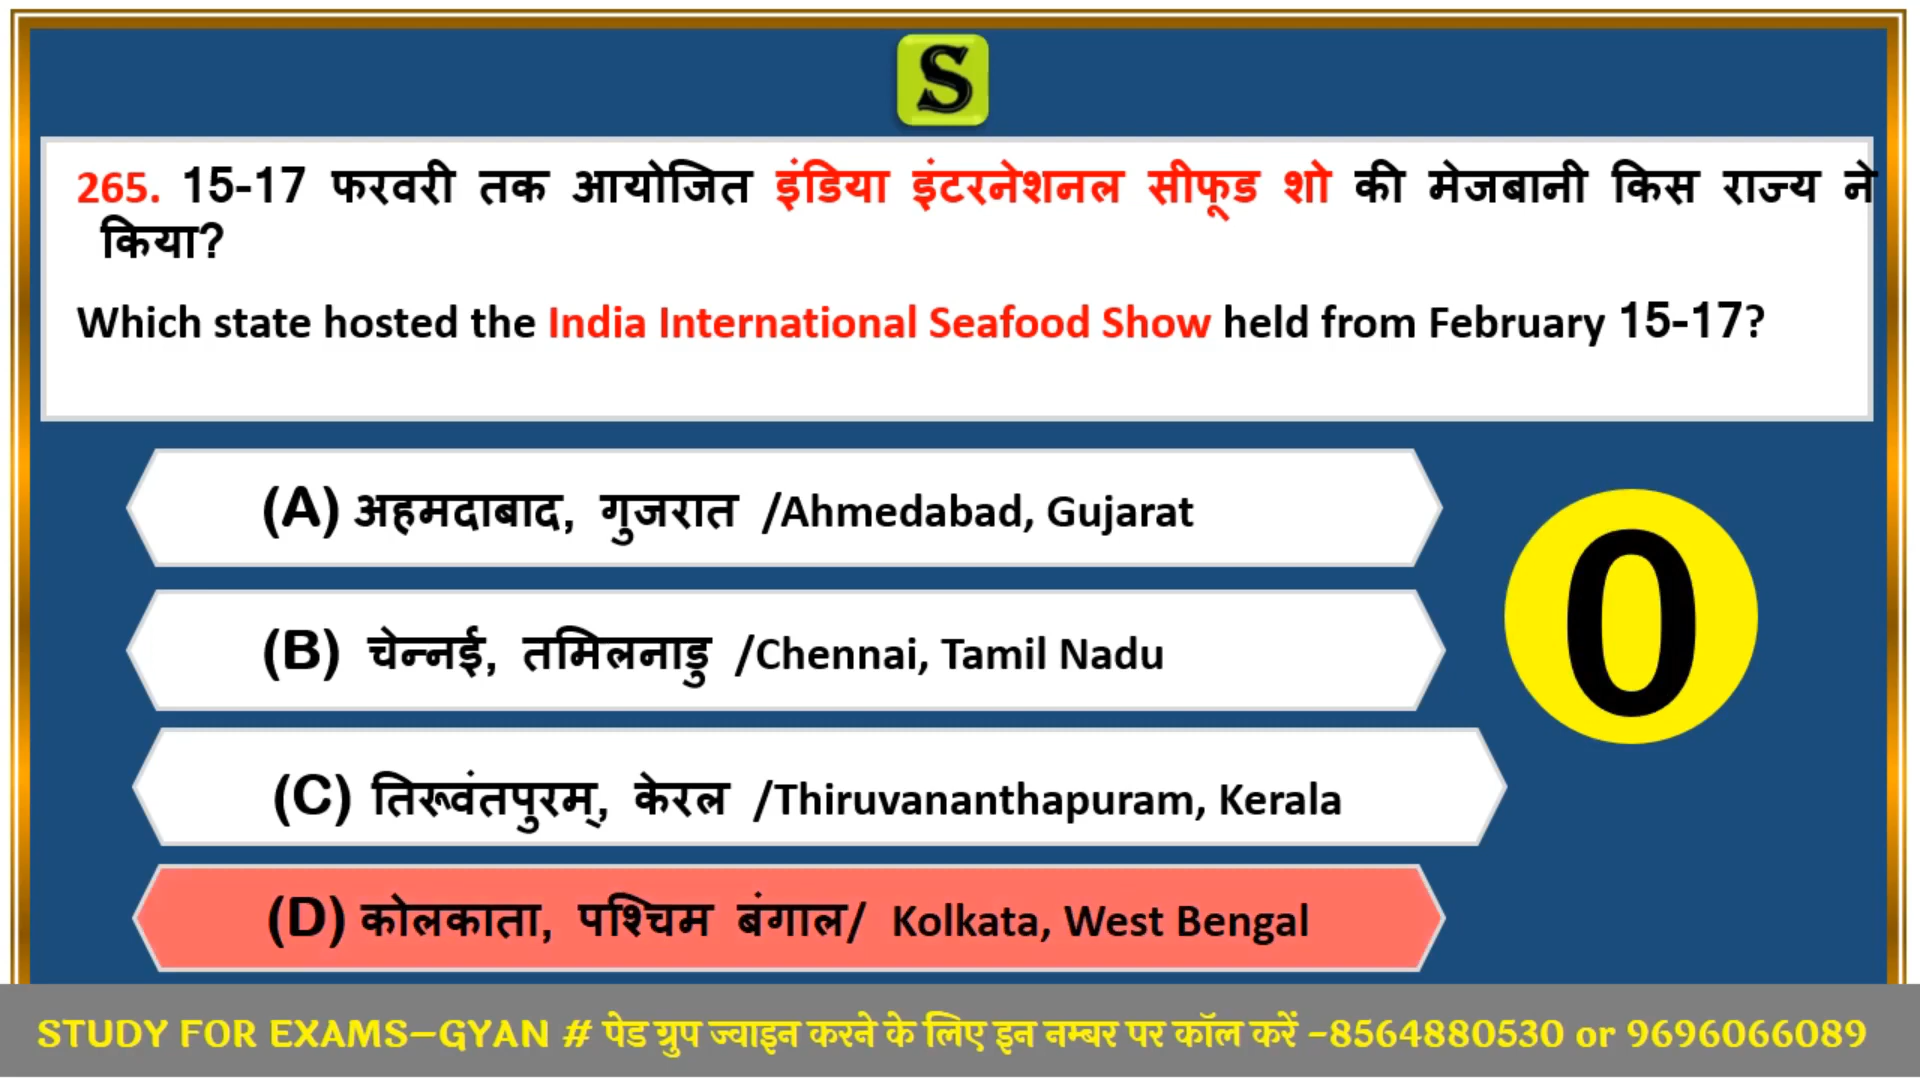 S
265. 15-17 फरवरी तक आयोजित इंडिया इंटरनेशनल सीफूड शो की मेजबानी किस राज्य ने
किया?
Which state hosted the India International Seafood Show held from February 15-17?
(A) अहमदाबाद, गुजरात /Ahmedabad, Gujarat
(B) चेन्नई, तमिलनाडु /Chennai, Tamil Nadu
0
(C) तिरूवंतपुरम्, केरल /Thiruvananthapuram, Kerala
(D) कोलकाता, पश्चिम बंगाल/ Kolkata, West Bengal
STUDY FOR EXAMS–GYAN # पेड ग्रुप ज्वाइन करने के लिए इन नम्बर पर कॉल करें -8564880530 or 9696066089